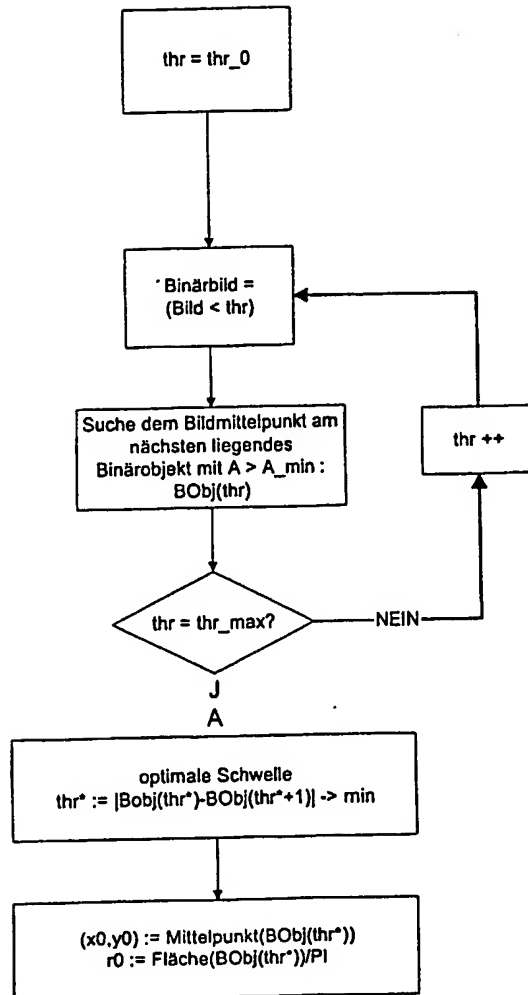 thr = thr_0
Binärbild =
(Bild < thr)
Suche dem Bildmittelpunkt am
nächsten liegendes
Binärobjekt mit A > A_min :
BObj(thr)
thr ++
thr = thr_max?
NEIN
J
A
optimale Schwelle
thr* := |Bobj(thr*)-BObj(thr*+1)| -> min
(x0,y0) := Mittelpunkt(BObj(thr*))
r0 := Fläche(BObj(thr*))/PI